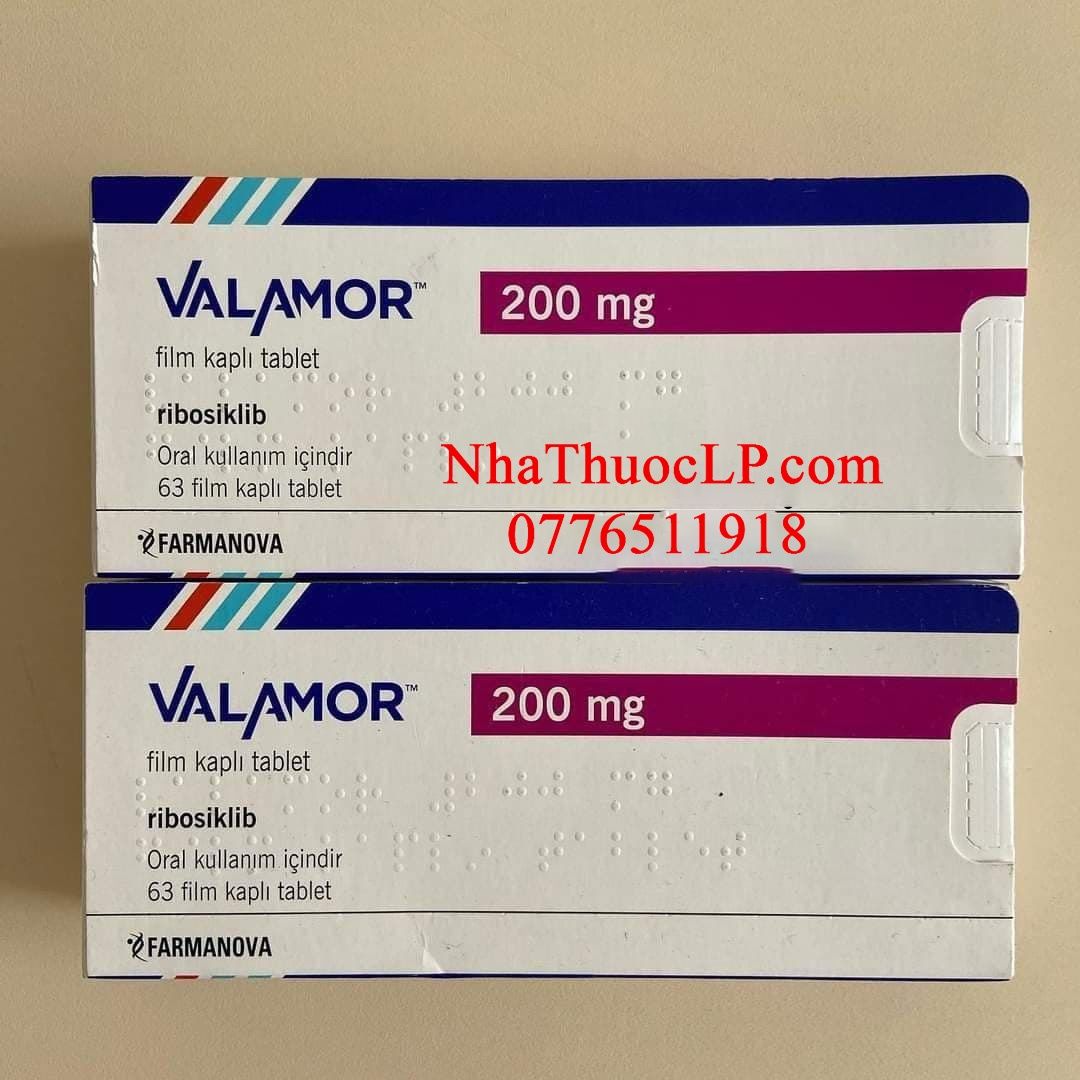 VALAMOR™
200 mg
film kaplı tablet
ribosiklib
Oral kullanım içindir
63 film kaplı tablet
NhaThuocLP.com
0776511918
FARMANOVA
VALAMOR™
200 mg
film kaplı tablet
ribosiklib
Oral kullanım içindir
63 film kaplı tablet
FARMANOVA